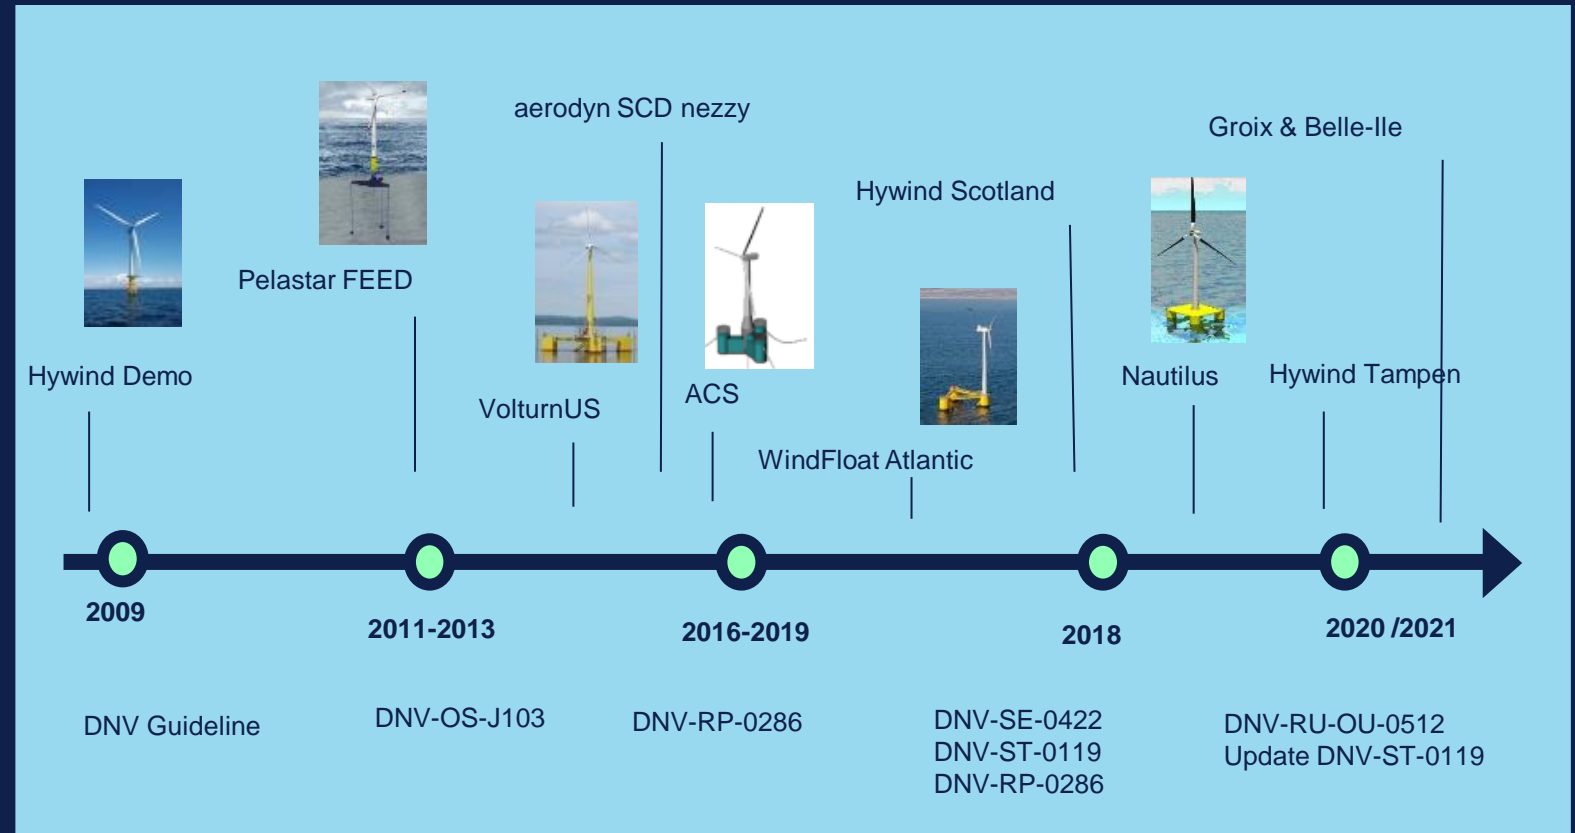 aerodyn SCD nezzy
Groix & Belle-Ile
Hywind Scotland
Pelastar FEED
Hywind Demo
Nautilus
Hywind Tampen
ACS
VolturnUS
WindFloat Atlantic
2009
2011-2013
2016-2019
2018
2020 /2021
DNV Guideline
DNV-OS-J103
DNV-RP-0286
DNV-SE-0422
DNV-ST-0119
DNV-RP-0286
DNV-RU-OU-0512
Update DNV-ST-0119